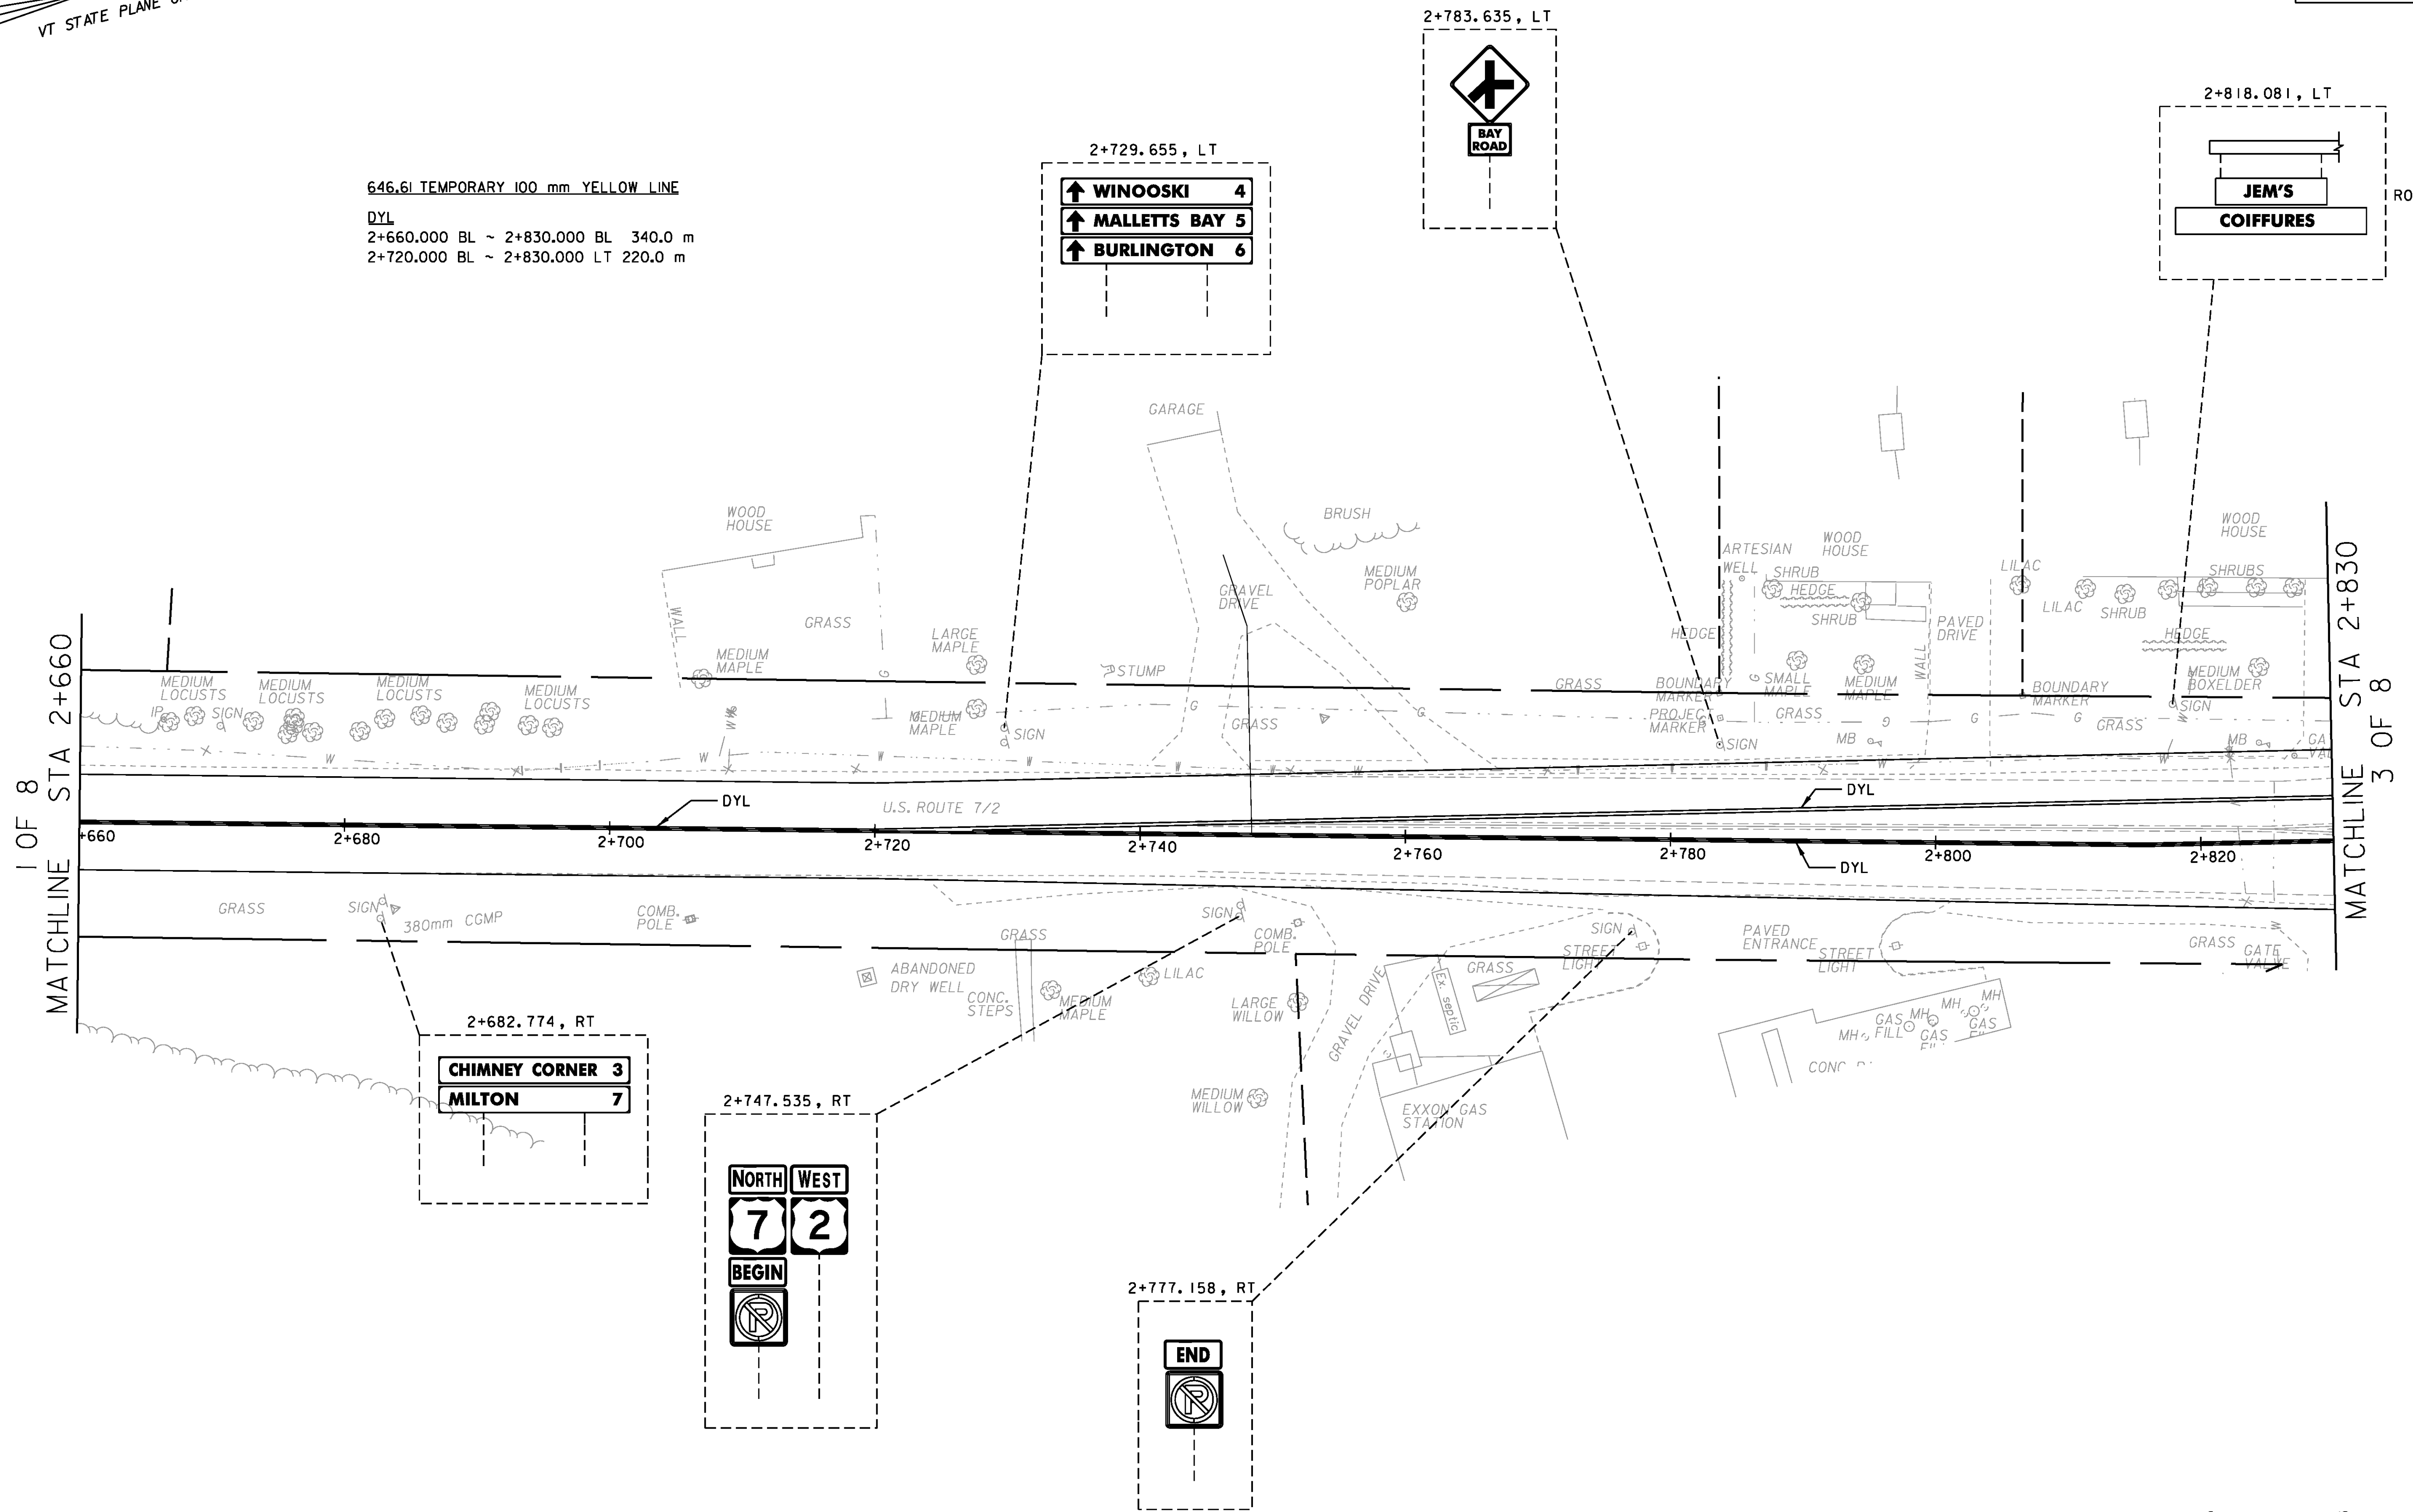 VT STATE PLANE
2+783.635, LT
BAY
ROAD
2+818.081, LT
JEM'S
COIFFURES
RO
2+729.655, LT
WINOOSKI 4
MALLETTS BAY 5
BURLINGTON 6
646.61 TEMPORARY 100 mm YELLOW LINE
DYL
2+660.000 BL ~ 2+830.000 BL 340.0 m
2+720.000 BL ~ 2+830.000 LT 220.0 m
GARAGE
WOOD
HOUSE
BRUSH
WOOD
HOUSE
WOOD
HOUSE
ARTESIAN
WELL
SHRUB
HEDGE
SHRUB
LILAC
SHRUBS
LILAC
SHRUB
MEDIUM
POPLAR
GRAVEL
DRIVE
WALL
GRASS
LARGE
MAPLE
HEDGE
PAVED
DRIVE
HEDGE
MEDIUM
MAPLE
STUMP
WALL
MEDIUM
BOXELDER
MEDIUM
LOCUSTS
MEDIUM
LOCUSTS
MEDIUM
LOCUSTS
MEDIUM
LOCUSTS
GRASS
BOUNDARY
MARKER
SMALL
MAPLE
MEDIUM
MAPLE
BOUNDARY
MARKER
IP
SIGN
MEDIUM
MAPLE
SIGN
GRASS
PROJECT
MARKER
GRASS
GRASS
SIGN
SIGN
MB
MB
GA
VAL
G
G
G
G
G
G
G
W
W
W
W
W
W
W
W
W
DYL
U.S. ROUTE 7/2
DYL
+660
2+680
2+700
2+720
2+740
2+760
2+780
2+800
2+820
DYL
1 OF 8
MATCHLINE STA 2+660
MATCHLINE STA 2+830
3 OF 8
GRASS
SIGN
380mm CGMP
COMB.
POLE
GRASS
SIGN
COMB.
POLE
SIGN
STREET
LIGHT
PAVED
ENTRANCE
STREET
LIGHT
GRASS
GATE
VALVE
ABANDONED
DRY WELL
CONC.
STEPS
MEDIUM
MAPLE
LILAC
LARGE
WILLOW
GRAVEL DRIVE
Ex. septic
GRASS
MH
GAS
FILL
MH
GAS
MH
MH
GAS
CONC
MEDIUM
WILLOW
EXXON GAS
STATION
2+682.774, RT
CHIMNEY CORNER 3
MILTON 7
2+747.535, RT
NORTH WEST
7 2
BEGIN
P
2+777.158, RT
END
P